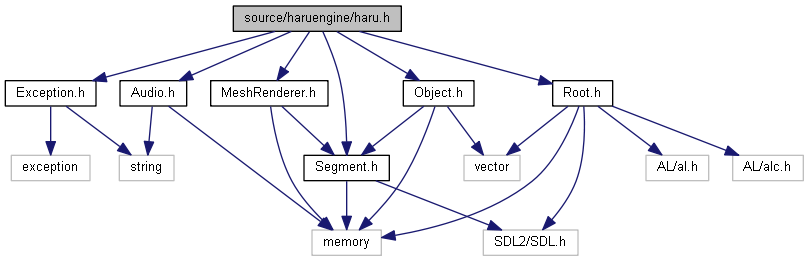 source/haruengine/haru.h
Exception.h
Audio.h
MeshRenderer.h
Object.h
Root.h
exception
string
Segment.h
vector
AL/al.h
AL/alc.h
memory
SDL2/SDL.h